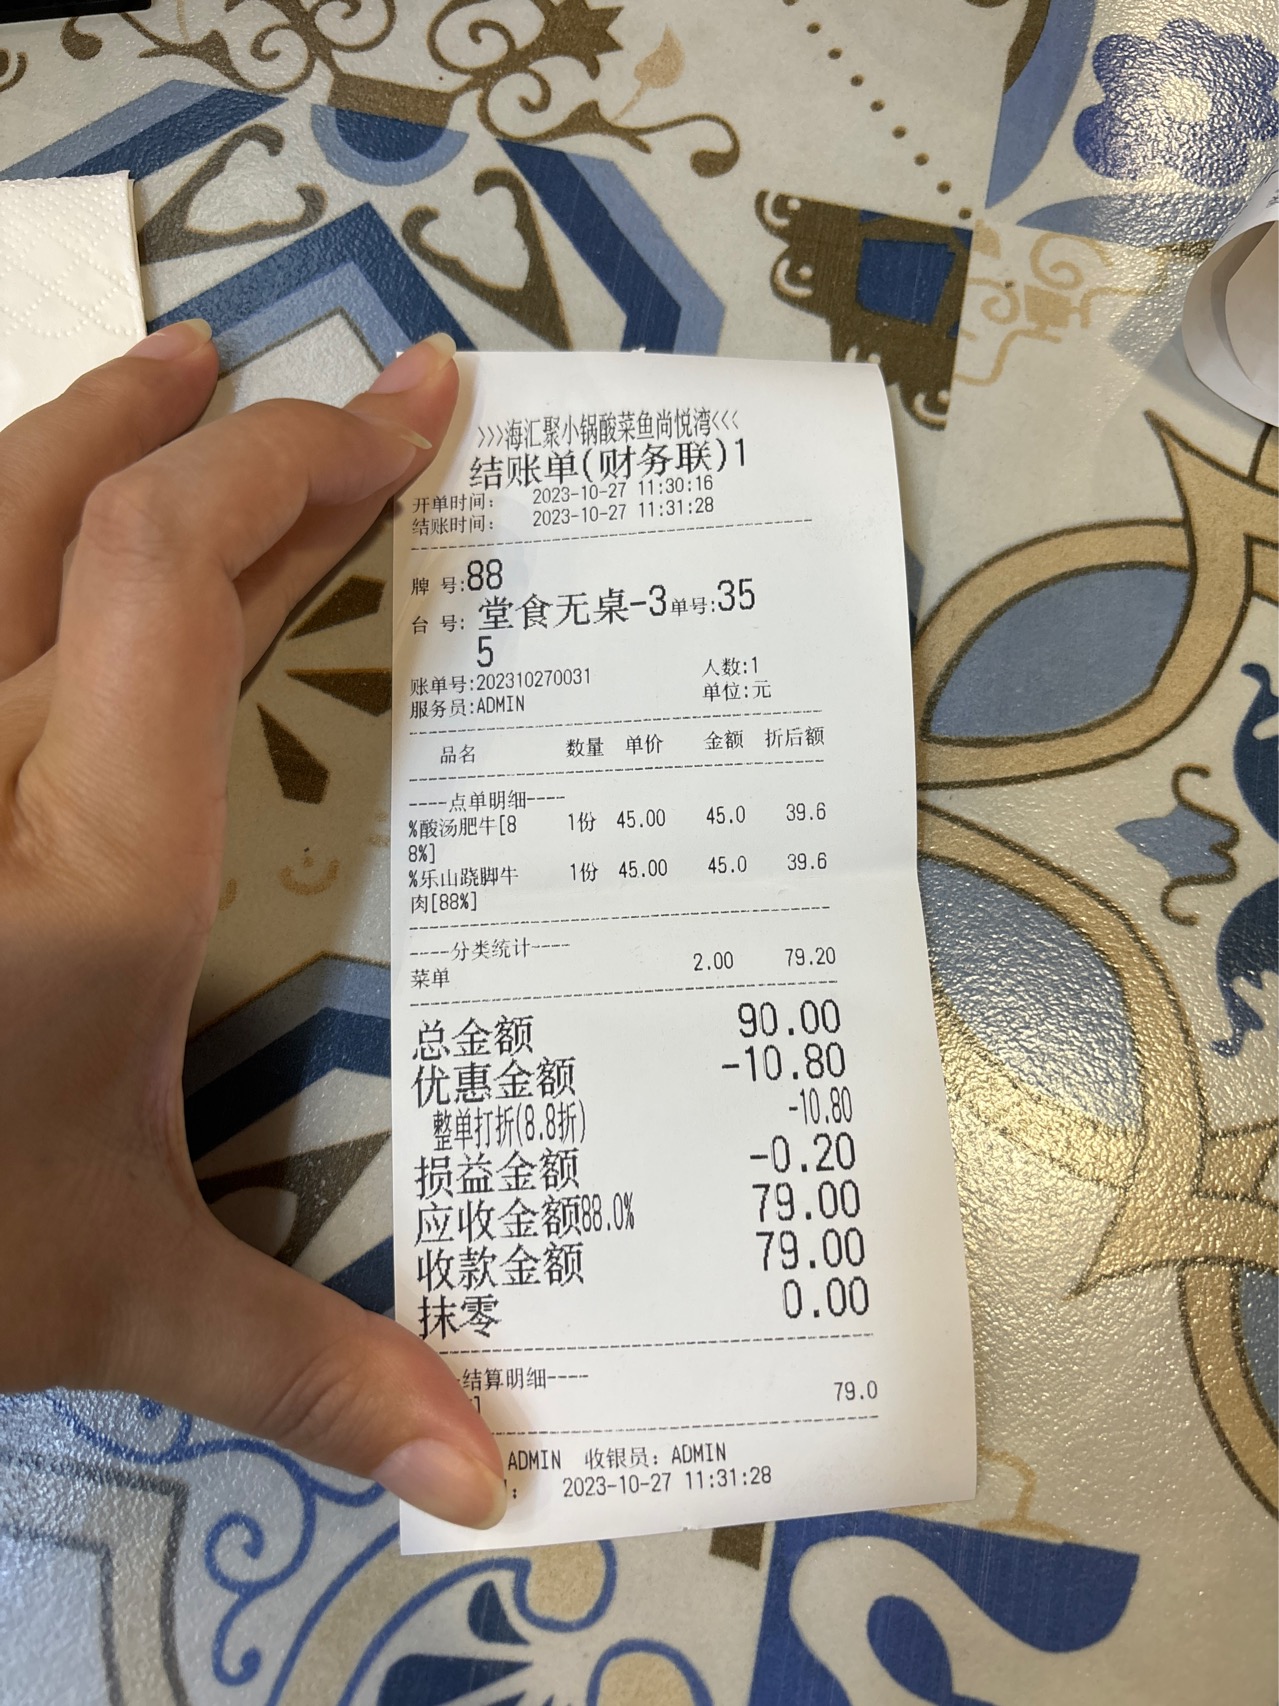 >>>海汇聚小锅酸菜鱼尚悦湾<<<
结账单(财务联)1
开单时间: 2023-10-27 11:30:16
结账时间: 2023-10-27 11:31:28
牌 号:88
台 号: 堂食无桌-3单号:35
5
账单号:202310270031 人数:1
服务员:ADMIN 单位:元
品名 数量 单价 金额 折后额
----点单明细----
%酸汤肥牛[8 1份 45.00 45.0 39.6
8%]
%乐山跷脚牛 1份 45.00 45.0 39.6
肉[88%]
----分类统计----
菜单 2.00 79.20
总金额 90.00
优惠金额 -10.80
整单打折(8.8折) -10.80
损益金额 -0.20
应收金额88.0% 79.00
收款金额 79.00
抹零 0.00
-结算明细----
] 79.0
ADMIN 收银员: ADMIN
: 2023-10-27 11:31:28